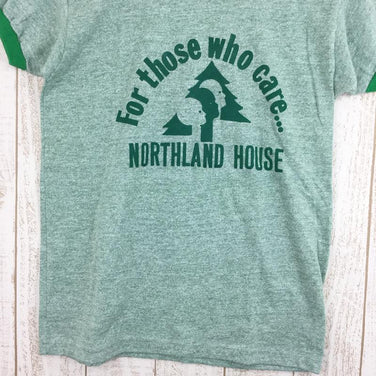 For those who care...
NORTHLAND HOUSE